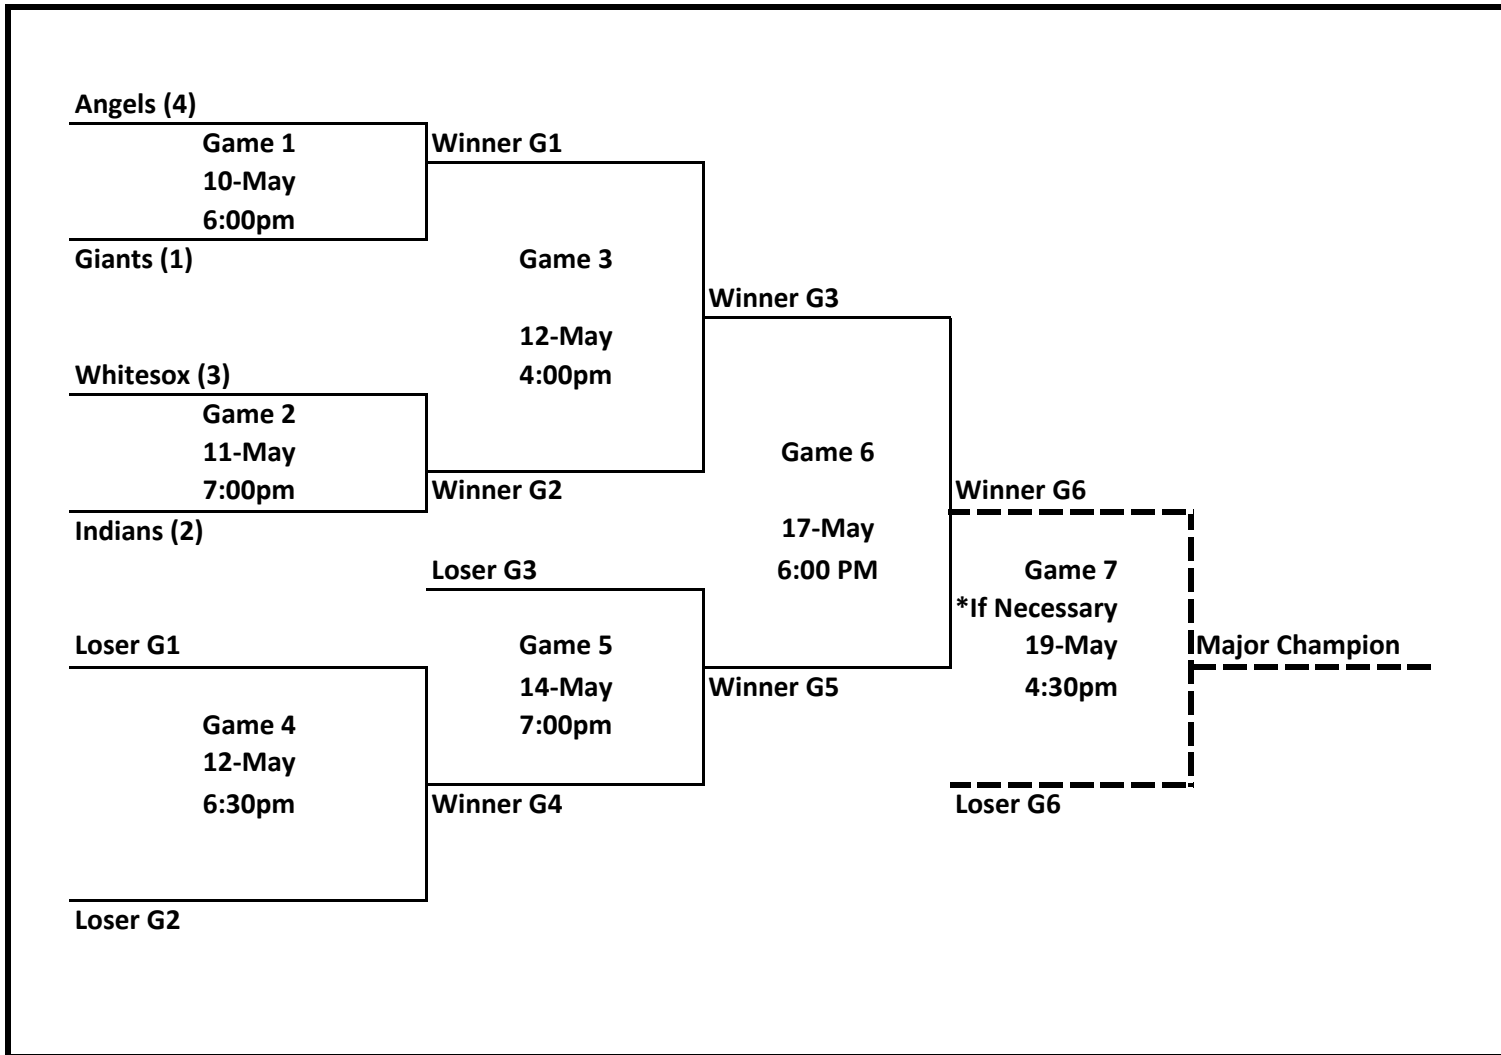 Angels (4)
Game 1
10-May
6:00pm
Giants (1)
Winner G1
Whitesox (3)
Game 2
11-May
7:00pm
Indians (2)
Winner G2
Game 3
12-May
4:00pm
Winner G3
Loser G1
Game 4
12-May
6:30pm
Loser G2
Loser G3
Game 5
14-May
7:00pm
Winner G4
Winner G5
Game 6
17-May
6:00 PM
Winner G6
Game 7
*If Necessary
19-May
4:30pm
Loser G6
Major Champion